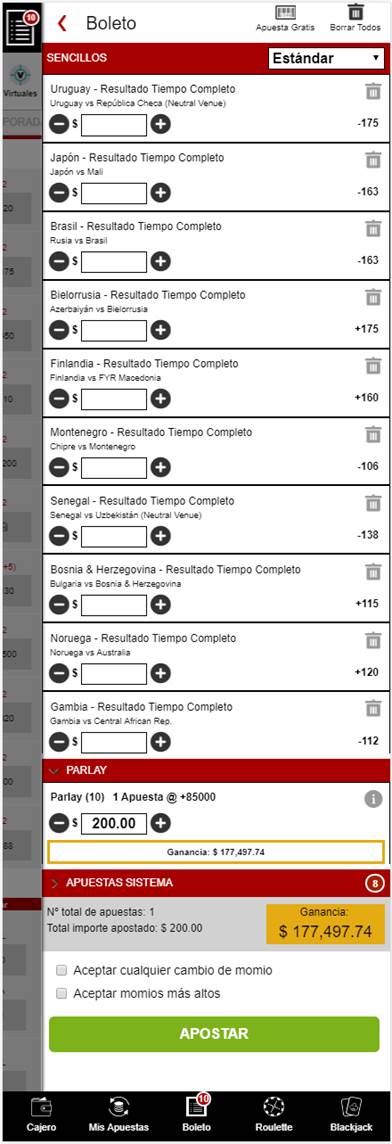 10
Boleto
Apuesta Gratis
Borrar Todos
SENCILLOS
Estándar
Virtuales
PORAD
Uruguay - Resultado Tiempo Completo
Uruguay vs República Checa (Neutral Venue)
$
-175
Japón - Resultado Tiempo Completo
Japón vs Mali
$
-163
Brasil - Resultado Tiempo Completo
Rusia vs Brasil
$
-163
Bielorrusia - Resultado Tiempo Completo
Azerbaiyán vs Bielorrusia
$
+175
Finlandia - Resultado Tiempo Completo
Finlandia vs FYR Macedonia
$
+160
Montenegro - Resultado Tiempo Completo
Chipre vs Montenegro
$
-106
Senegal - Resultado Tiempo Completo
Senegal vs Uzbekistán (Neutral Venue)
$
-138
Bosnia & Herzegovina - Resultado Tiempo Completo
Bulgaria vs Bosnia & Herzegovina
$
+115
Noruega - Resultado Tiempo Completo
Noruega vs Australia
$
+120
Gambia - Resultado Tiempo Completo
Gambia vs Central African Rep.
$
-112
PARLAY
Parlay (10) 1 Apuesta @ +85000
$ 200.00
Ganancia: $ 177,497.74
APUESTAS SISTEMA
8
Nº total de apuestas: 1
Total importe apostado: $ 200.00
Ganancia:
$ 177,497.74
Aceptar cualquier cambio de momio
Aceptar momios más altos
APOSTAR
10
Cajero
Mis Apuestas
Boleto
Roulette
Blackjack